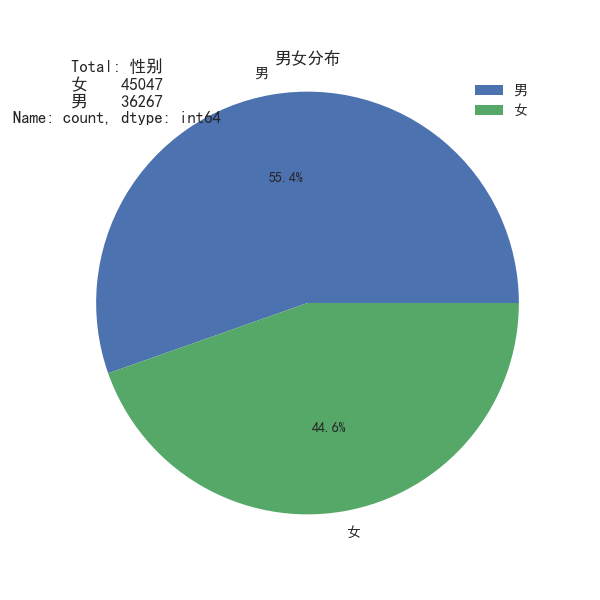 男女分布
Total: 性别
女    45047
男    36267
Name: count, dtype: int64
男
男
女
55.4%
44.6%
女